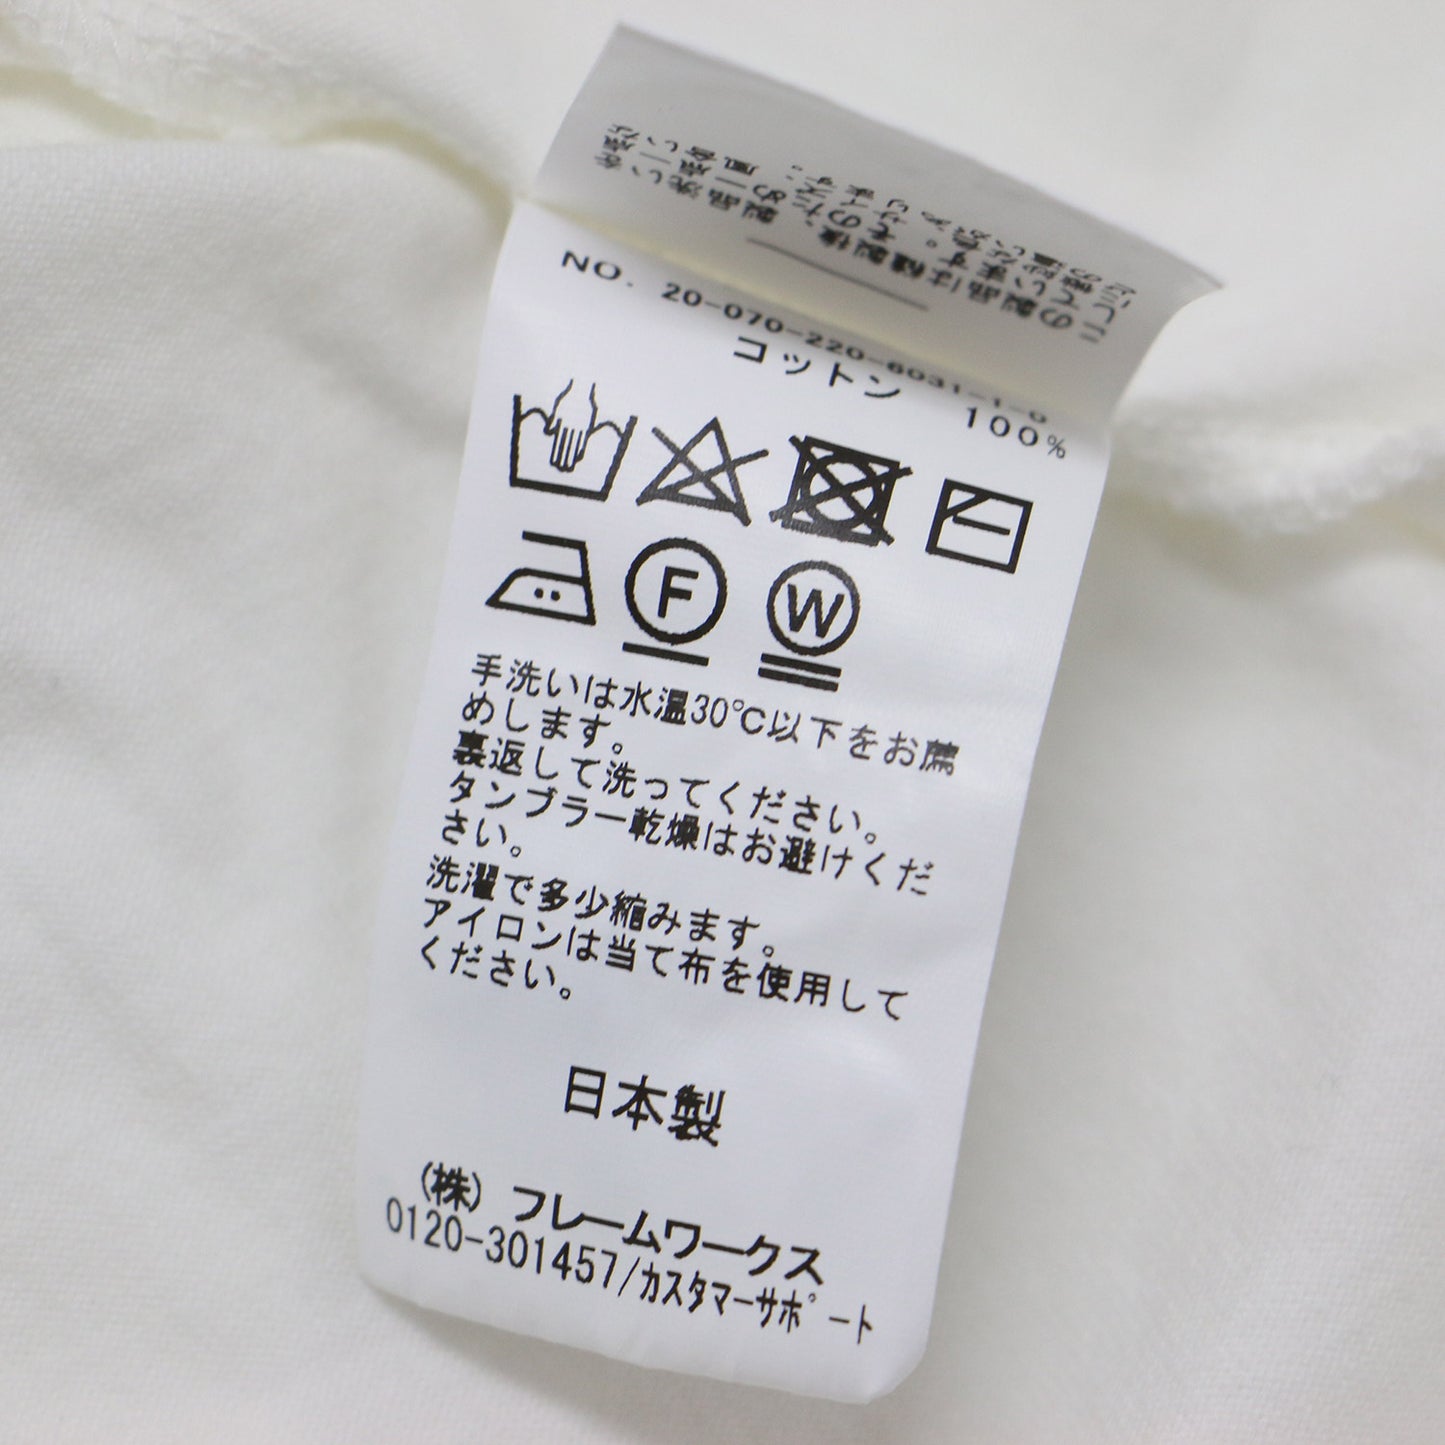 NO. 20-070-220-6031-1-0
コットン 100%
F W
手洗いは水温30℃以下をお薦
めします。
裏返して洗ってください。
タンブラー乾燥はお避けくだ
さい。
洗濯で多少縮みます。
アイロンは当て布を使用して
ください。
日本製
(株) フレームワークス
0120-301457/カスタマーサポート